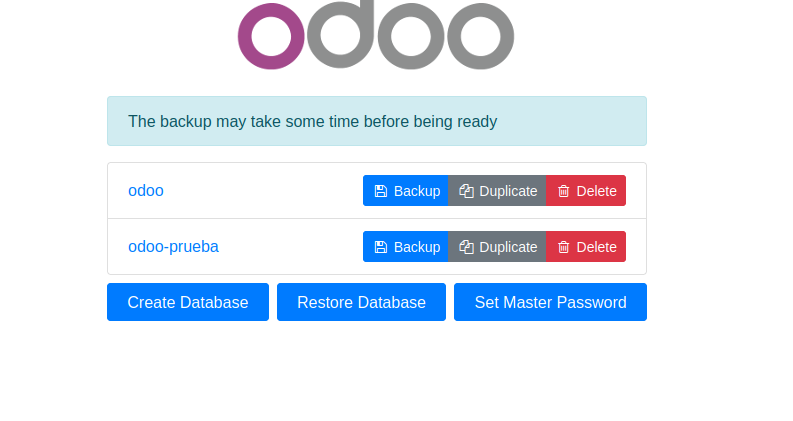 odoo
The backup may take some time before being ready
odoo Backup Duplicate Delete
odoo-prueba Backup Duplicate Delete
Create Database Restore Database Set Master Password